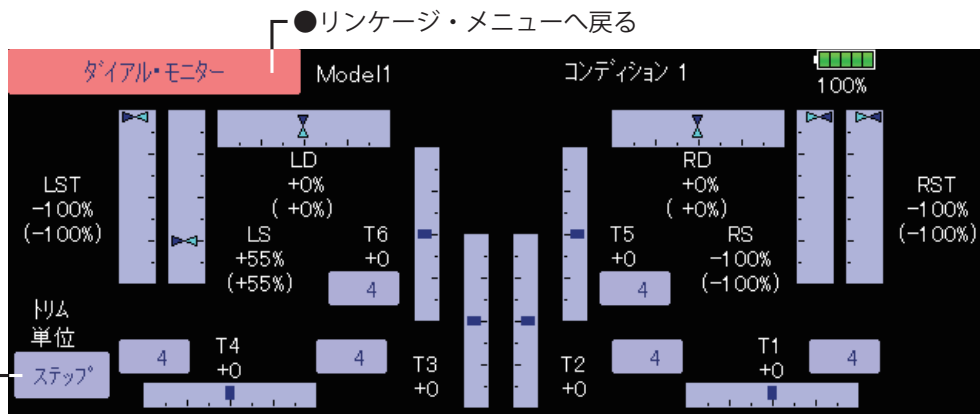 ●リンケージ・メニューへ戻る
ダイアル・モニター
Model1
コンディション 1
100%
LST
-100%
(-100%)
LD
+0%
( +0%)
LS
+55%
(+55%)
T6
+0
4
RD
+0%
( +0%)
T5
+0
4
RS
-100%
(-100%)
RST
-100%
(-100%)
トリム
単位
ステップ
4
T4
+0
4
T3
+0
T2
+0
4
T1
+0
4